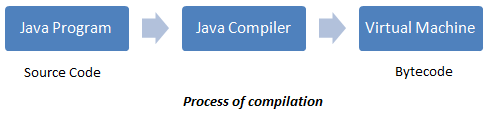 Java Program
Java Compiler
Virtual Machine
Source Code
Bytecode
Process of compilation